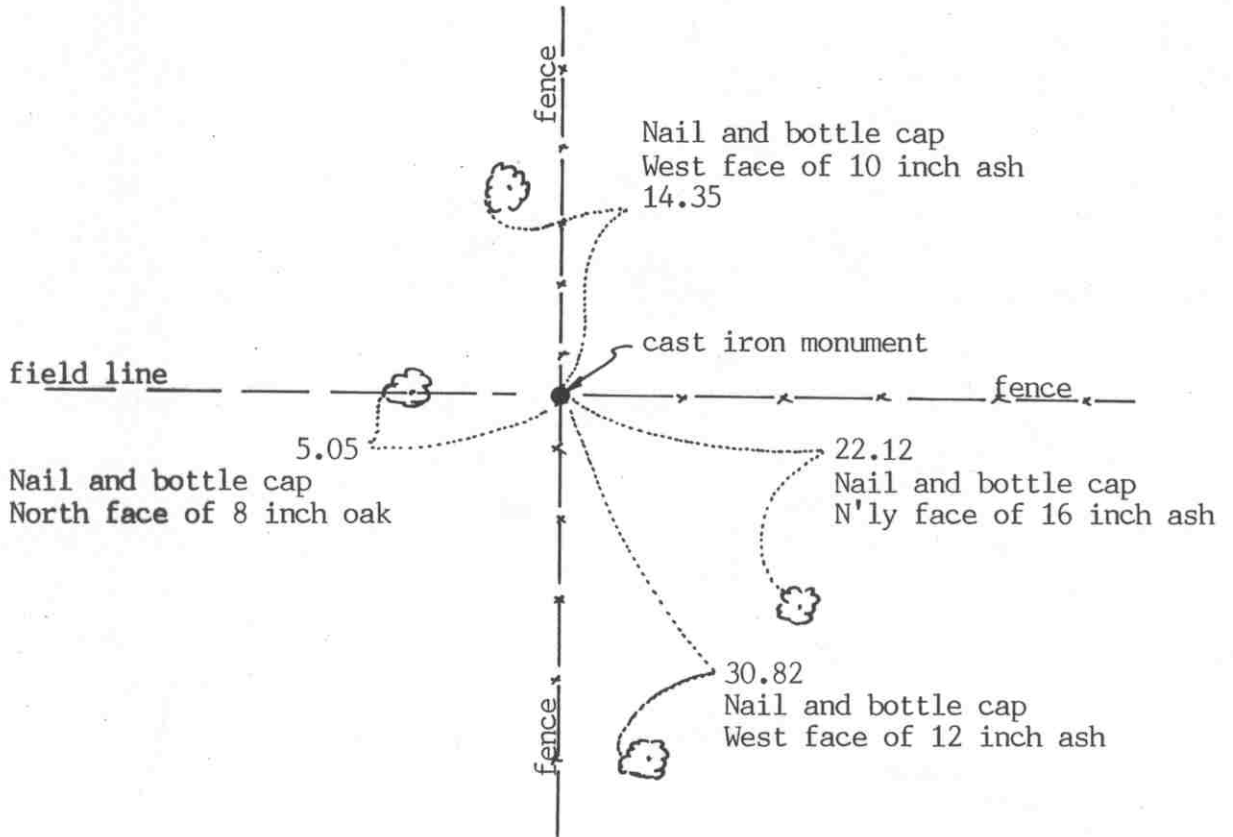 fence
Nail and bottle cap
West face of 10 inch ash
14.35
cast iron monument
field line
fence
5.05
Nail and bottle cap
North face of 8 inch oak
22.12
Nail and bottle cap
N'ly face of 16 inch ash
30.82
Nail and bottle cap
West face of 12 inch ash
fence